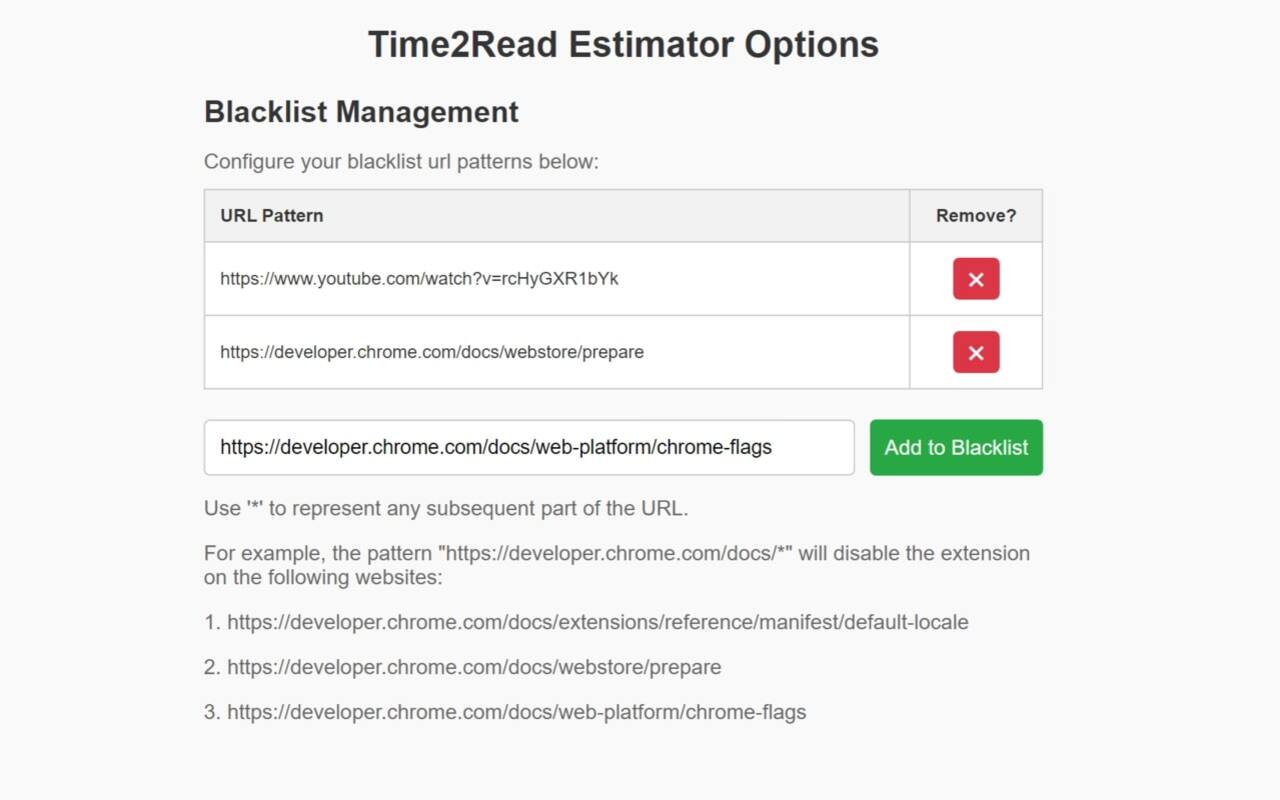 Time2Read Estimator Options
Blacklist Management
Configure your blacklist url patterns below:
URL Pattern Remove?
https://www.youtube.com/watch?v=rcHyGXR1bYk
https://developer.chrome.com/docs/webstore/prepare
https://developer.chrome.com/docs/web-platform/chrome-flags Add to Blacklist
Use '*' to represent any subsequent part of the URL.
For example, the pattern "https://developer.chrome.com/docs/*" will disable the extension
on the following websites:
1. https://developer.chrome.com/docs/extensions/reference/manifest/default-locale
2. https://developer.chrome.com/docs/webstore/prepare
3. https://developer.chrome.com/docs/web-platform/chrome-flags